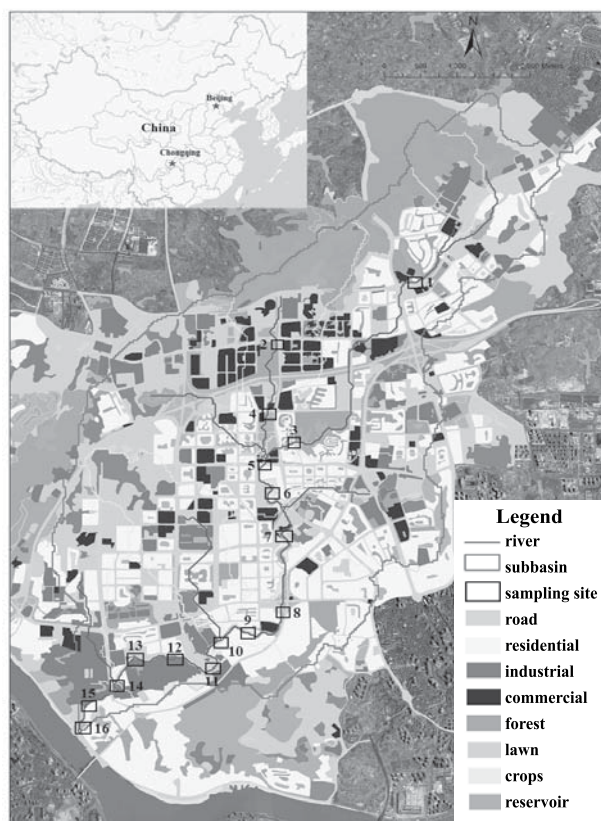 N
Beijing
China
Chongqing
1
2
4
3
5
6
7
8
9
10
13
12
11
14
15
16
Legend
river
subbasin
sampling site
road
residential
industrial
commercial
forest
lawn
crops
reservoir